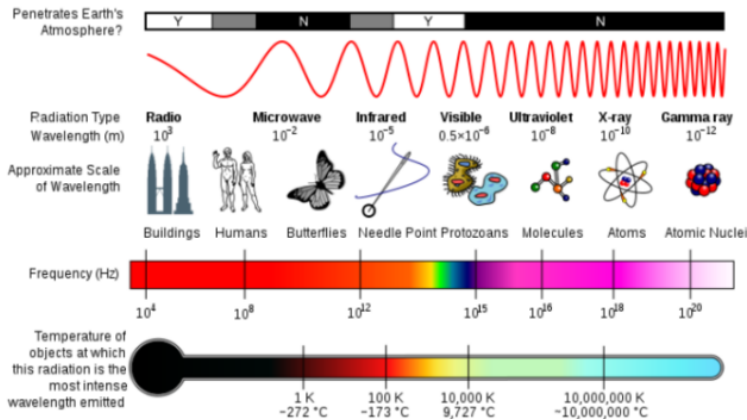 Penetrates Earth's
Atmosphere?
Y N Y N
Radiation Type
Radio Microwave Infrared Visible Ultraviolet X-ray Gamma ray
Wavelength (m)
10³ 10⁻² 10⁻⁵ 0.5×10⁻⁶ 10⁻⁸ 10⁻¹⁰ 10⁻¹²
Approximate Scale
of Wavelength
Buildings Humans Butterflies Needle Point Protozoans Molecules Atoms Atomic Nuclei
Frequency (Hz)
10⁴ 10⁸ 10¹² 10¹⁵ 10¹⁶ 10¹⁸ 10²⁰
Temperature of
objects at which
this radiation is the
most intense
wavelength emitted
1 K 100 K 10,000 K 10,000,000 K
−272 °C −173 °C 9,727 °C ~10,000,000 °C